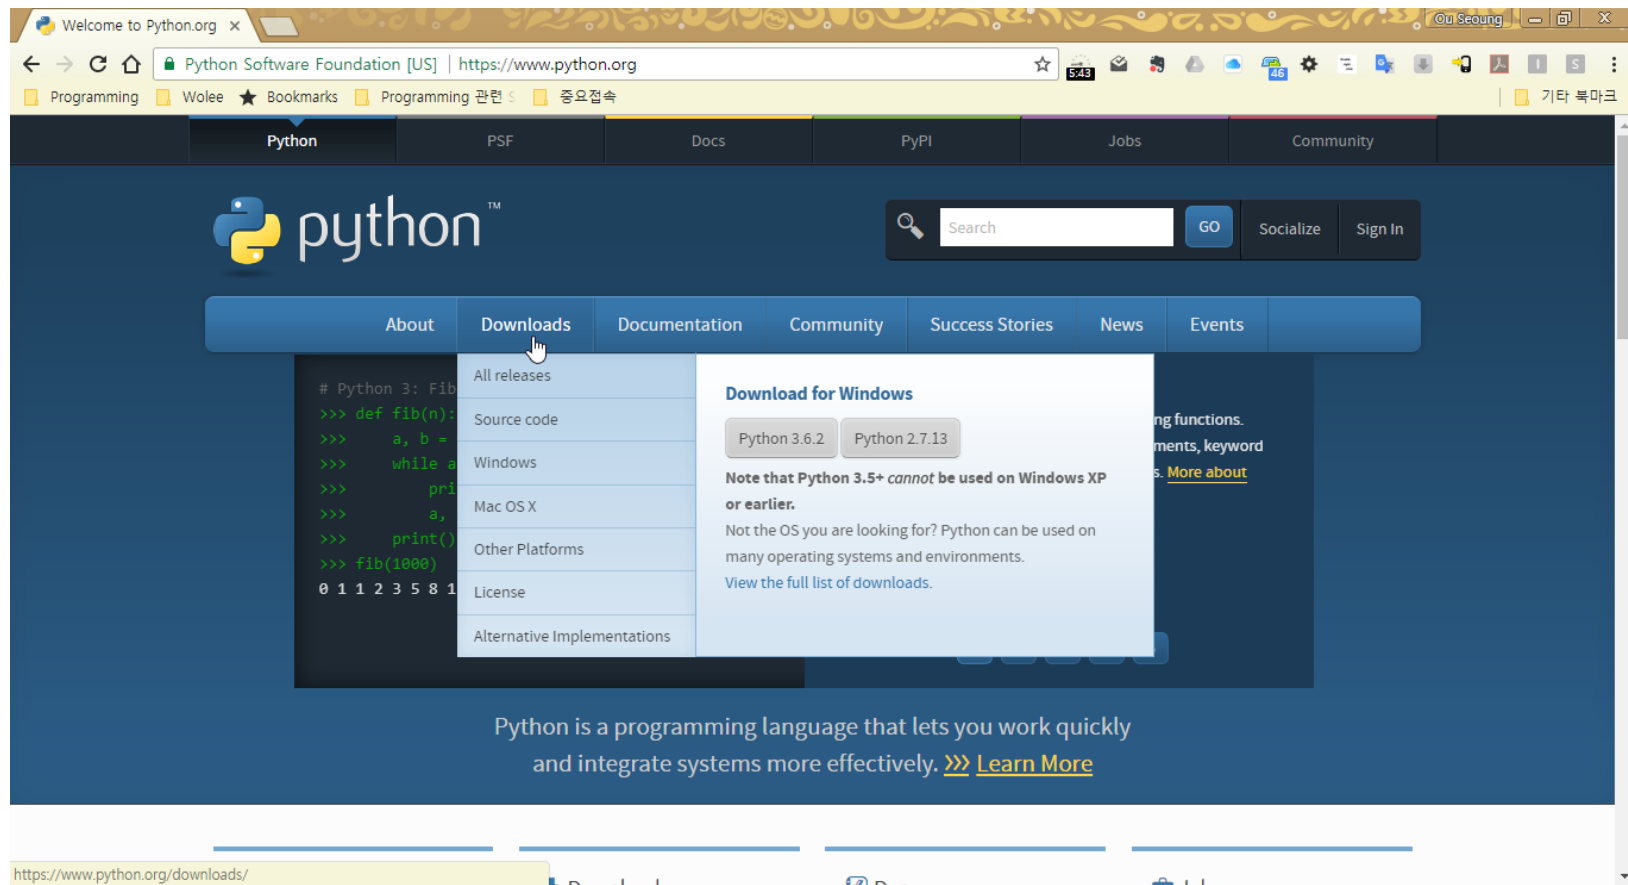 Welcome to Python.org
Ou Seoung
Python Software Foundation [US] | https://www.python.org
5:43
46
Programming
Wolee
Bookmarks
Programming 관련 S
중요접속
기타 북마크
Python
PSF
Docs
PyPI
Jobs
Community
python™
Search
GO
Socialize
Sign In
About
Downloads
Documentation
Community
Success Stories
News
Events
# Python 3: Fib
>>> def fib(n):
>>> a, b =
>>> while a
>>> pri
>>> a,
>>> print()
>>> fib(1000)
0 1 1 2 3 5 8 1
All releases
Source code
Windows
Mac OS X
Other Platforms
License
Alternative Implementations
Download for Windows
Python 3.6.2
Python 2.7.13
Note that Python 3.5+ cannot be used on Windows XP
or earlier.
Not the OS you are looking for? Python can be used on
many operating systems and environments.
View the full list of downloads.
ng functions.
ments, keyword
s. More about
Python is a programming language that lets you work quickly
and integrate systems more effectively. >>> Learn More
https://www.python.org/downloads/